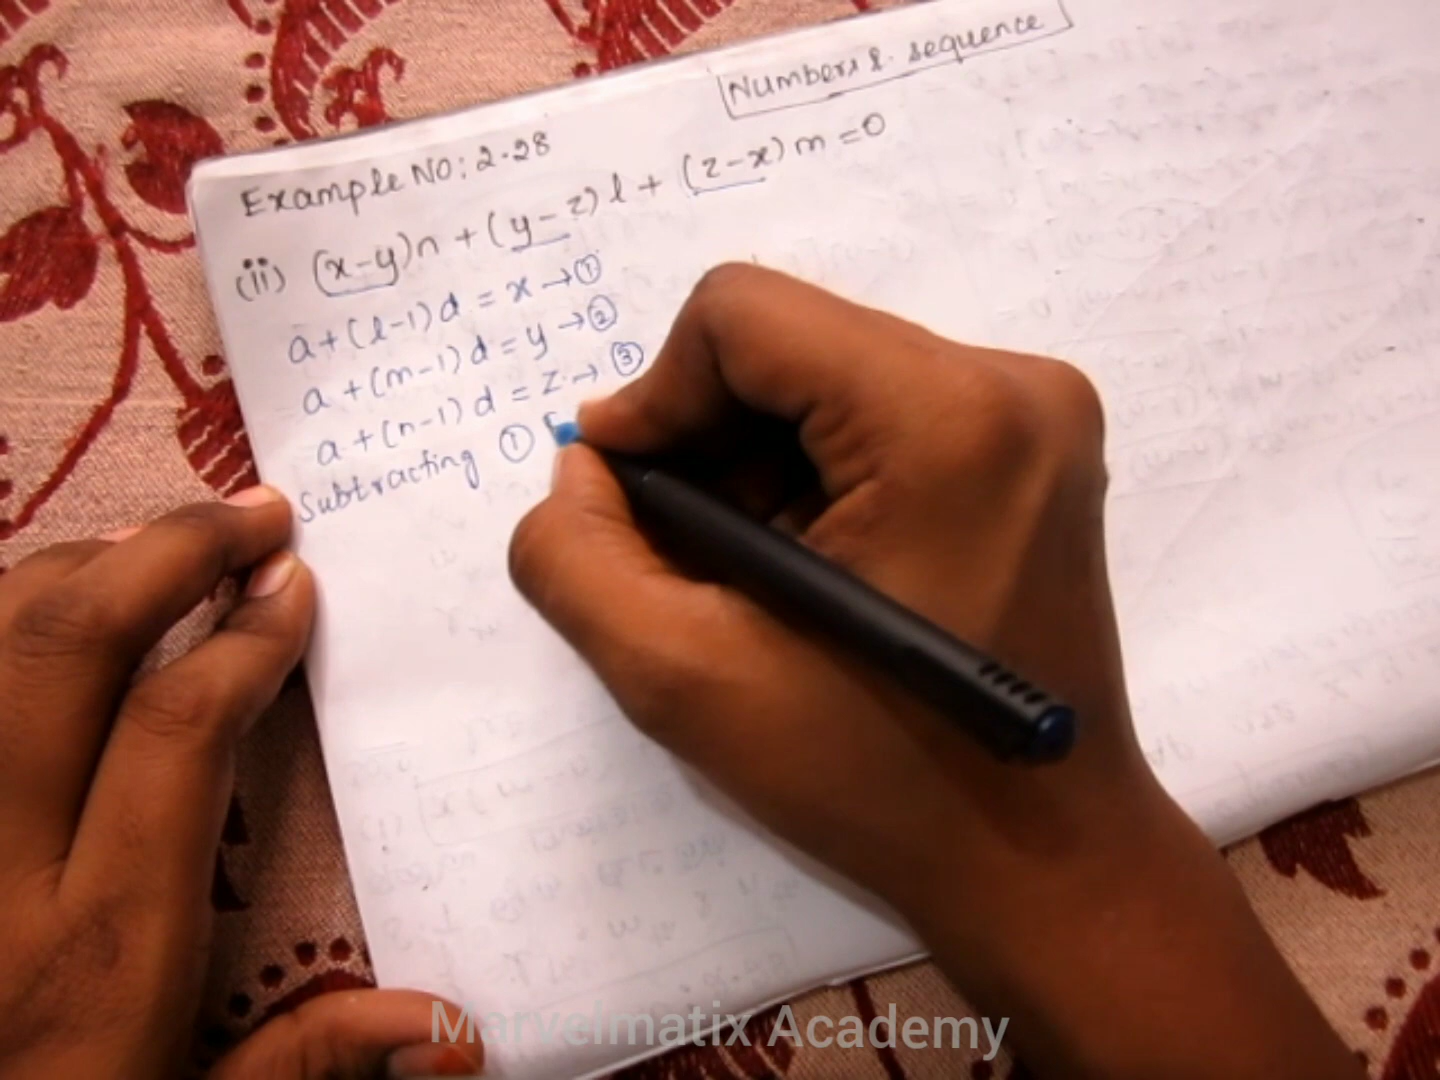 Numbers & sequence
Example NO: 2.28
(ii) (x-y)n + (y-z)l + (z-x)m = 0
a+(l-1)d = x → ①
a+(m-1)d = y → ②
a+(n-1)d = z → ③
Subtracting ①
Marvelmatix Academy